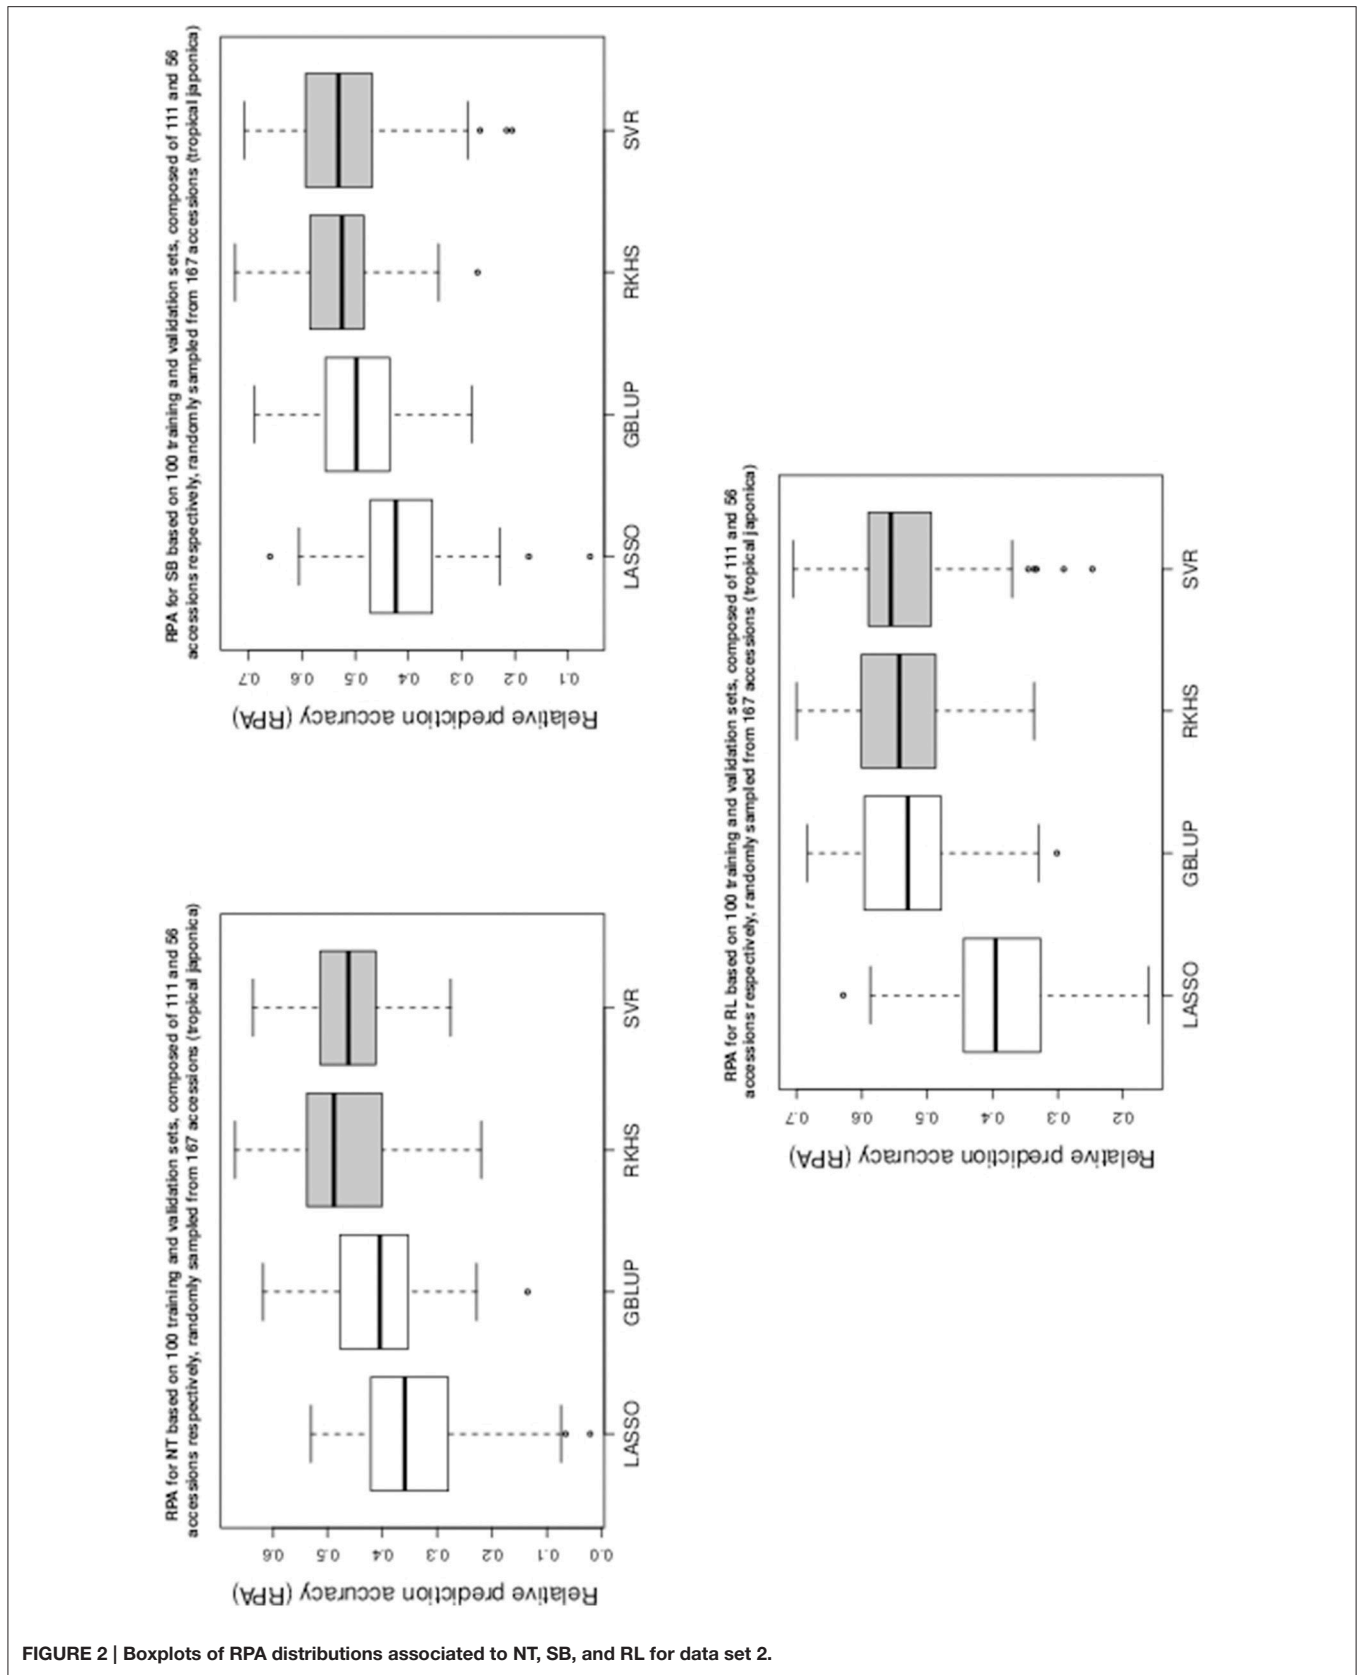 RPA for NT based on 100 training and validation sets, composed of 111 and 56
accessions respectively, randomly sampled from 167 accessions (tropical japonica)
Relative prediction accuracy (RPA)
0.0 0.1 0.2 0.3 0.4 0.5 0.6
LASSO GBLUP RKHS SVR
RPA for SB based on 100 training and validation sets, composed of 111 and 56
accessions respectively, randomly sampled from 167 accessions (tropical japonica)
Relative prediction accuracy (RPA)
0.1 0.2 0.3 0.4 0.5 0.6 0.7
LASSO GBLUP RKHS SVR
RPA for RL based on 100 training and validation sets, composed of 111 and 56
accessions respectively, randomly sampled from 167 accessions (tropical japonica)
Relative prediction accuracy (RPA)
0.2 0.3 0.4 0.5 0.6 0.7
LASSO GBLUP RKHS SVR
FIGURE 2 | Boxplots of RPA distributions associated to NT, SB, and RL for data set 2.